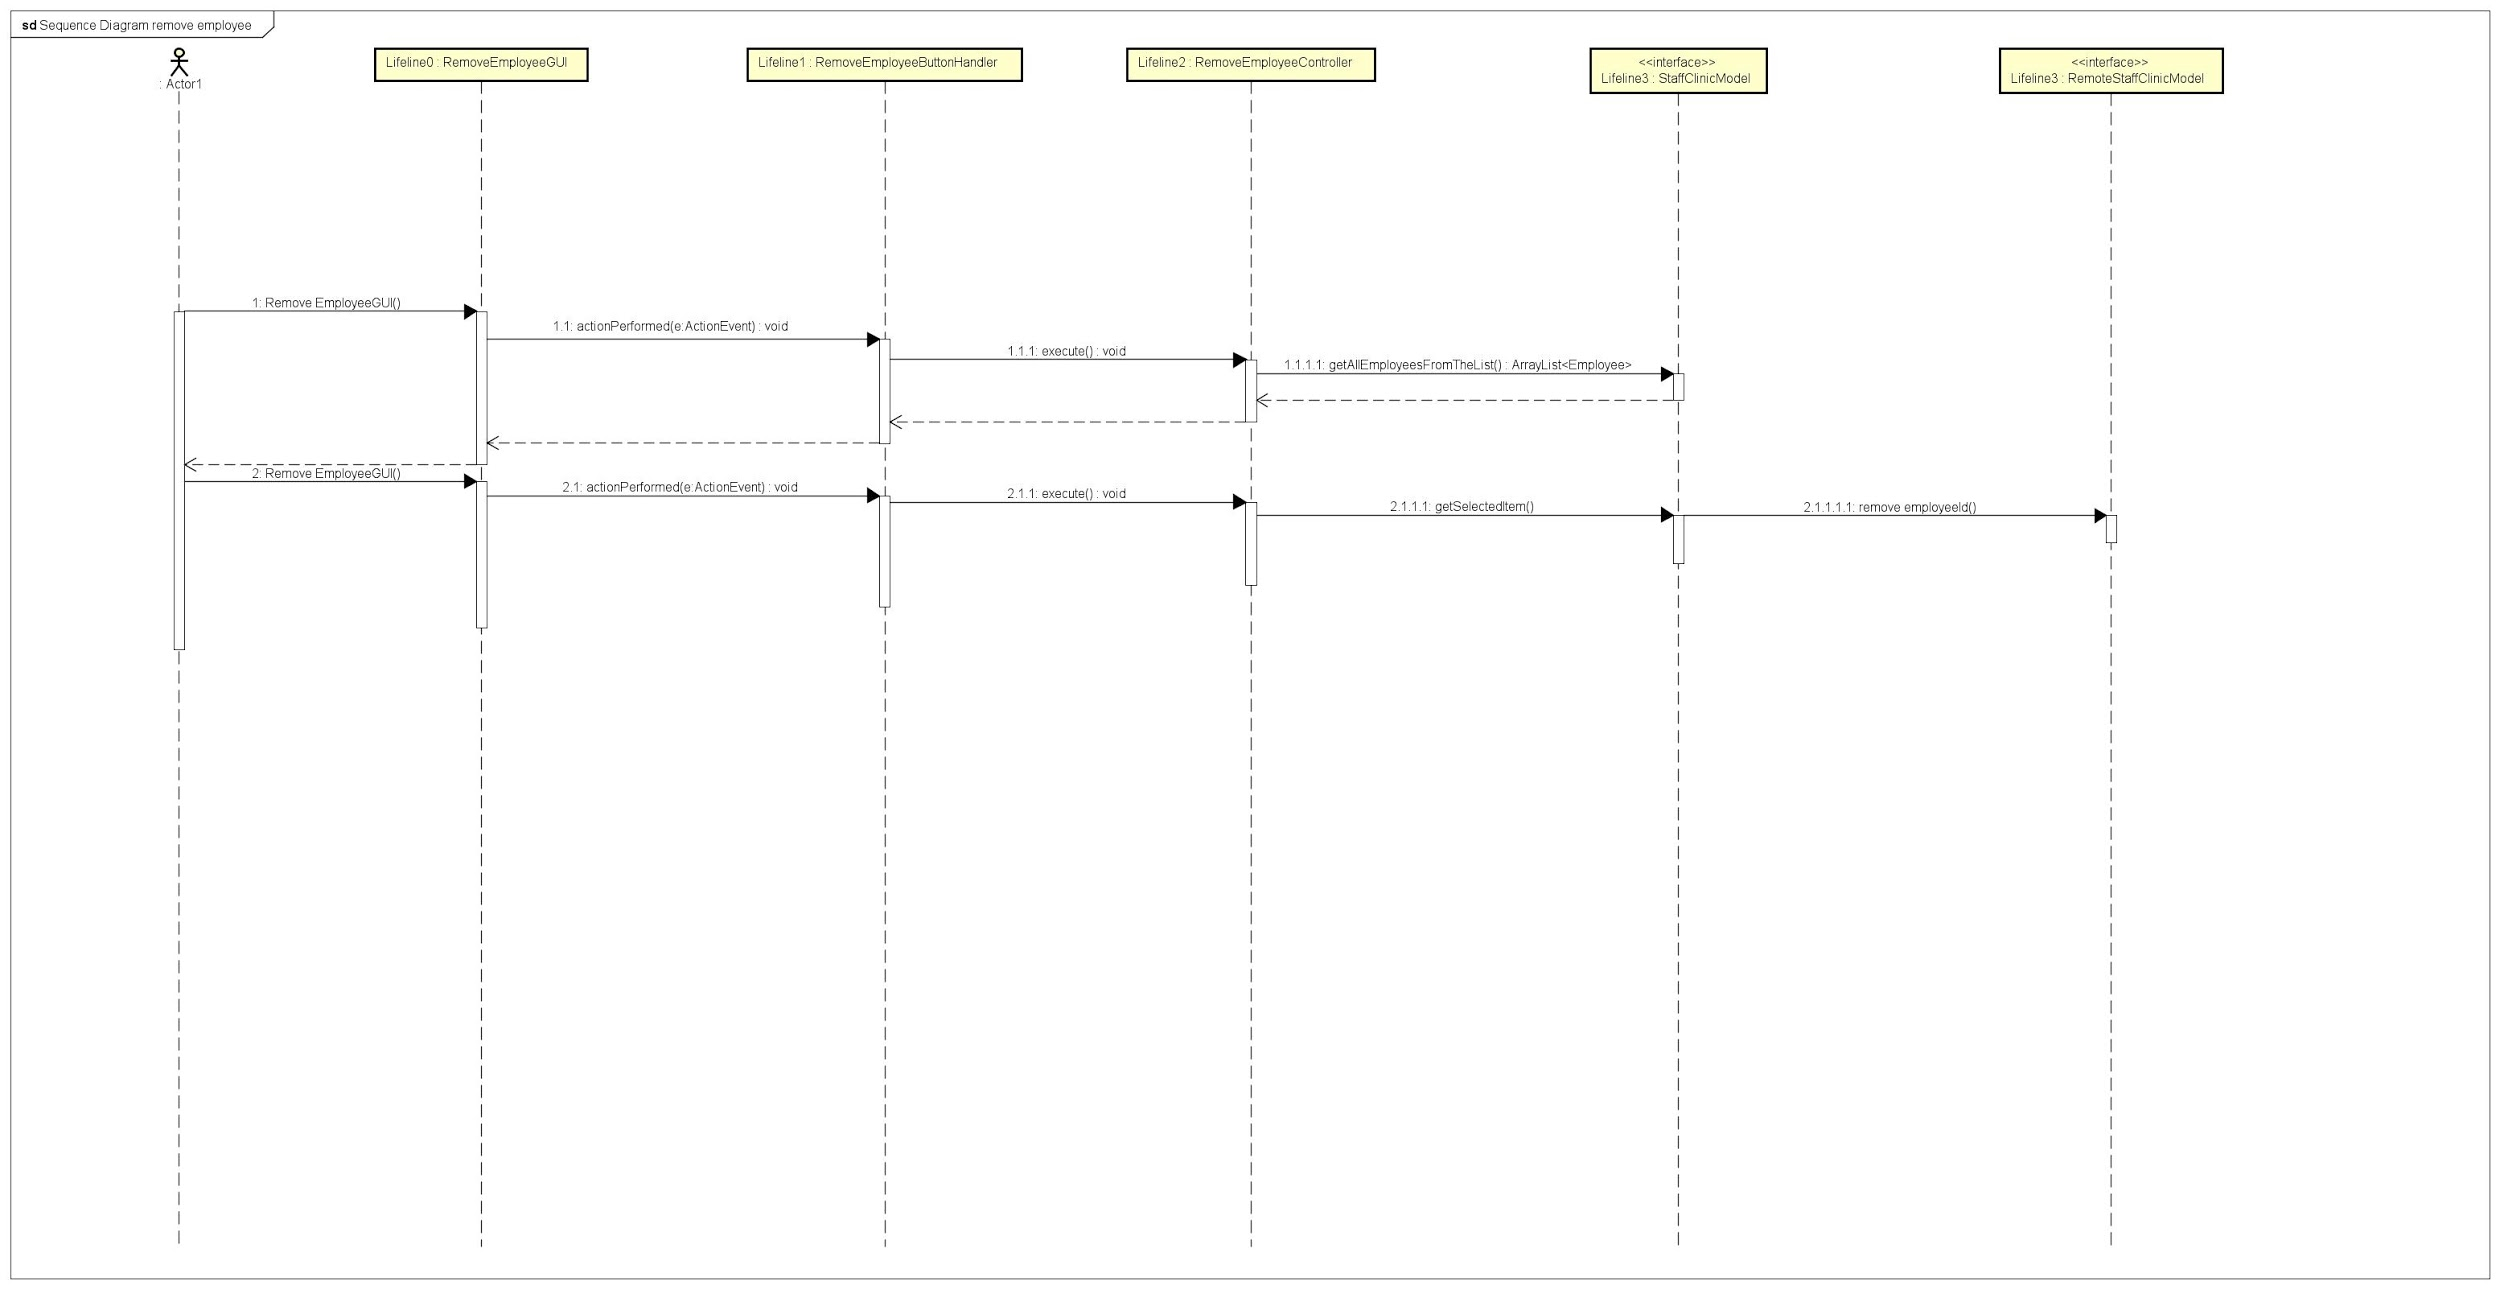 sd Sequence Diagram remove employee
: Actor1
Lifeline0 : RemoveEmployeeGUI
Lifeline1 : RemoveEmployeeButtonHandler
Lifeline2 : RemoveEmployeeController
<<interface>>
Lifeline3 : StaffClinicModel
<<interface>>
Lifeline3 : RemoteStaffClinicModel
1: Remove EmployeeGUI()
1.1: actionPerformed(e:ActionEvent) : void
1.1.1: execute() : void
1.1.1.1: getAllEmployeesFromTheList() : ArrayList<Employee>
2: Remove EmployeeGUI()
2.1: actionPerformed(e:ActionEvent) : void
2.1.1: execute() : void
2.1.1.1: getSelectedItem()
2.1.1.1.1: remove employeeId()